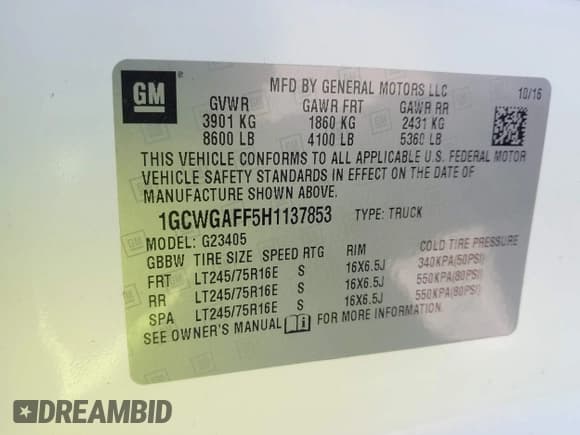 GM
MFD BY GENERAL MOTORS LLC
10/16
GVWR GAWR FRT GAWR RR
3901 KG 1860 KG 2431 KG
8600 LB 4100 LB 5360 LB
THIS VEHICLE CONFORMS TO ALL APPLICABLE U.S. FEDERAL MOTOR
VEHICLE SAFETY STANDARDS IN EFFECT ON THE DATE OF
MANUFACTURE SHOWN ABOVE.
1GCWGAFF5H1137853 TYPE: TRUCK
MODEL: G23405
GBBW TIRE SIZE SPEED RTG RIM COLD TIRE PRESSURE
FRT LT245/75R16E S 16X6.5J 340KPA(50PSI)
RR LT245/75R16E S 16X6.5J 550KPA(80PSI)
SPA LT245/75R16E S 16X6.5J 550KPA(80PSI)
SEE OWNER'S MANUAL FOR MORE INFORMATION.
DREAMBID